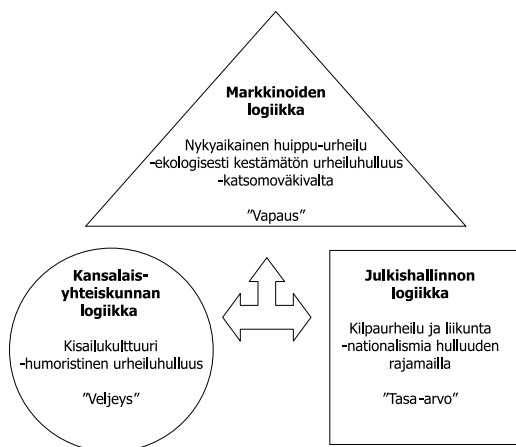 Markkinoiden
logiikka
Nykyaikainen huippu-urheilu
-ekologisesti kestämätön urheiluhulluus
-katsomoväkivalta
”Vapaus”
Kansalais-
yhteiskunnan
logiikka
Kisailukulttuuri
-humoristinen urheiluhulluus
”Veljeys”
Julkishallinnon
logiikka
Kilpaurheilu ja liikunta
-nationalismia hulluuden
rajamailla
”Tasa-arvo”